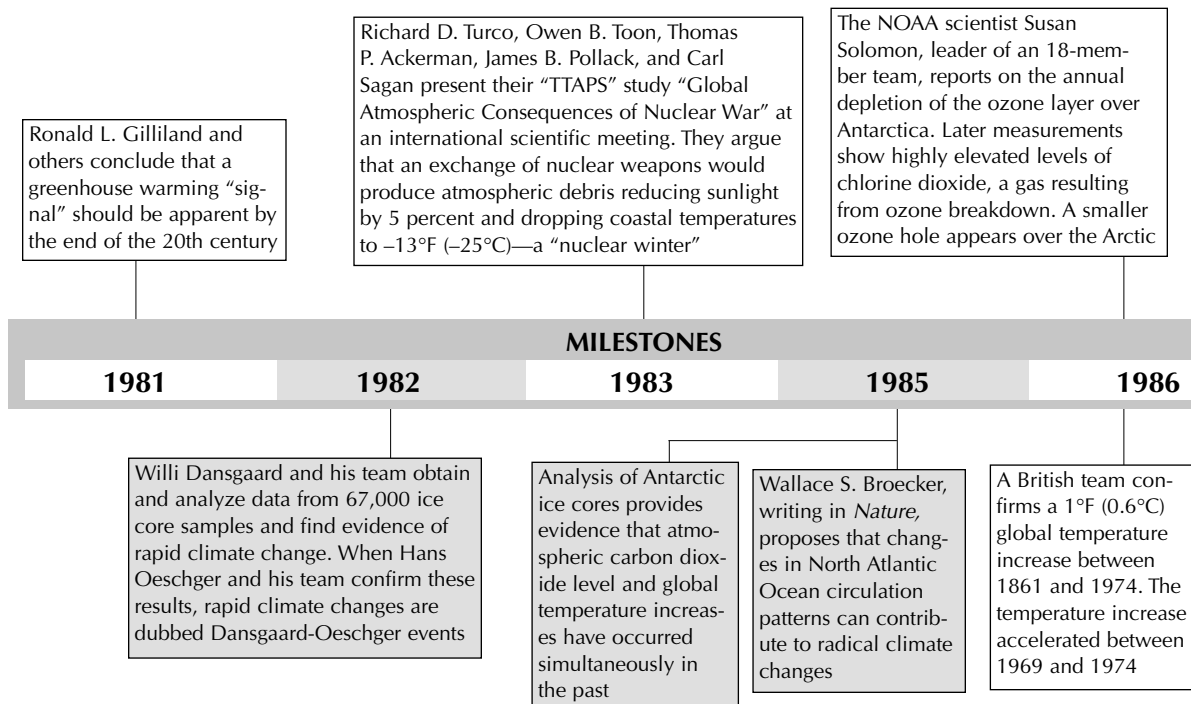 Ronald L. Gilliland and
others conclude that a
greenhouse warming “sig-
nal” should be apparent by
the end of the 20th century
Richard D. Turco, Owen B. Toon, Thomas
P. Ackerman, James B. Pollack, and Carl
Sagan present their “TTAPS” study “Global
Atmospheric Consequences of Nuclear War” at
an international scientific meeting. They argue
that an exchange of nuclear weapons would
produce atmospheric debris reducing sunlight
by 5 percent and dropping coastal temperatures
to –13°F (–25°C)—a “nuclear winter”
The NOAA scientist Susan
Solomon, leader of an 18-mem-
ber team, reports on the annual
depletion of the ozone layer over
Antarctica. Later measurements
show highly elevated levels of
chlorine dioxide, a gas resulting
from ozone breakdown. A smaller
ozone hole appears over the Arctic
MILESTONES
1981 1982 1983 1985 1986
Willi Dansgaard and his team obtain
and analyze data from 67,000 ice
core samples and find evidence of
rapid climate change. When Hans
Oeschger and his team confirm these
results, rapid climate changes are
dubbed Dansgaard-Oeschger events
Analysis of Antarctic
ice cores provides
evidence that atmo-
spheric carbon diox-
ide level and global
temperature increas-
es have occurred
simultaneously in
the past
Wallace S. Broecker,
writing in Nature,
proposes that chang-
es in North Atlantic
Ocean circulation
patterns can contrib-
ute to radical climate
changes
A British team con-
firms a 1°F (0.6°C)
global temperature
increase between
1861 and 1974. The
temperature increase
accelerated between
1969 and 1974